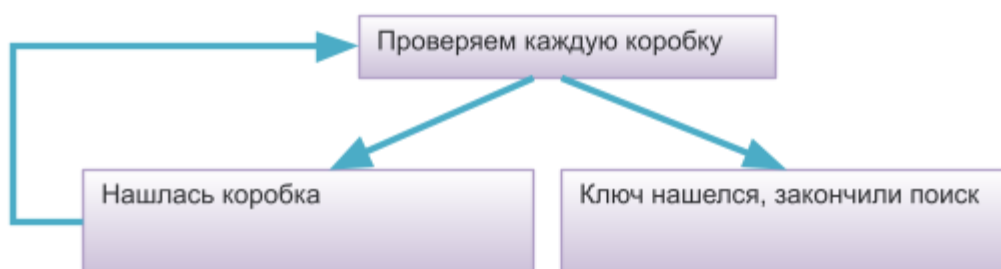 Проверяем каждую коробку
Нашлась коробка
Ключ нашелся, закончили поиск